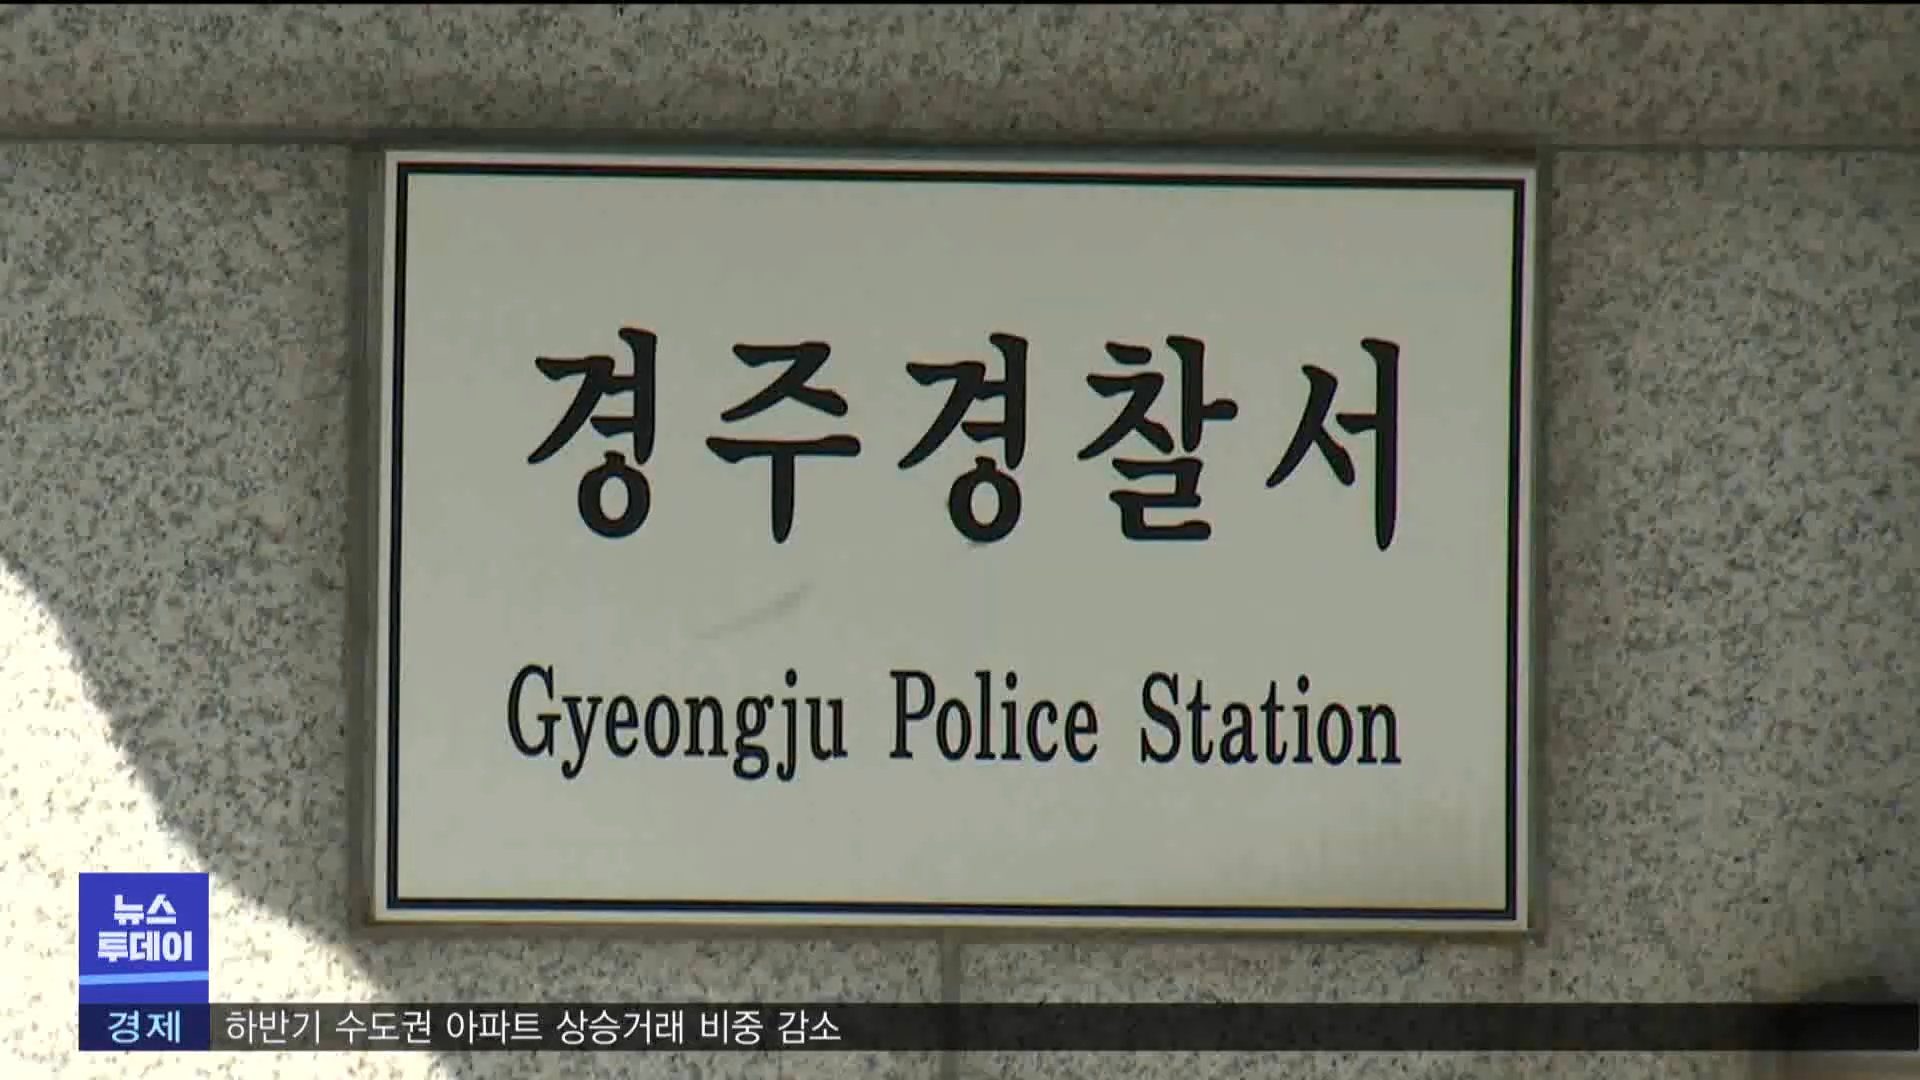 경주경찰서
Gyeongju Police Station
뉴스
투데이
경제 하반기 수도권 아파트 상승거래 비중 감소